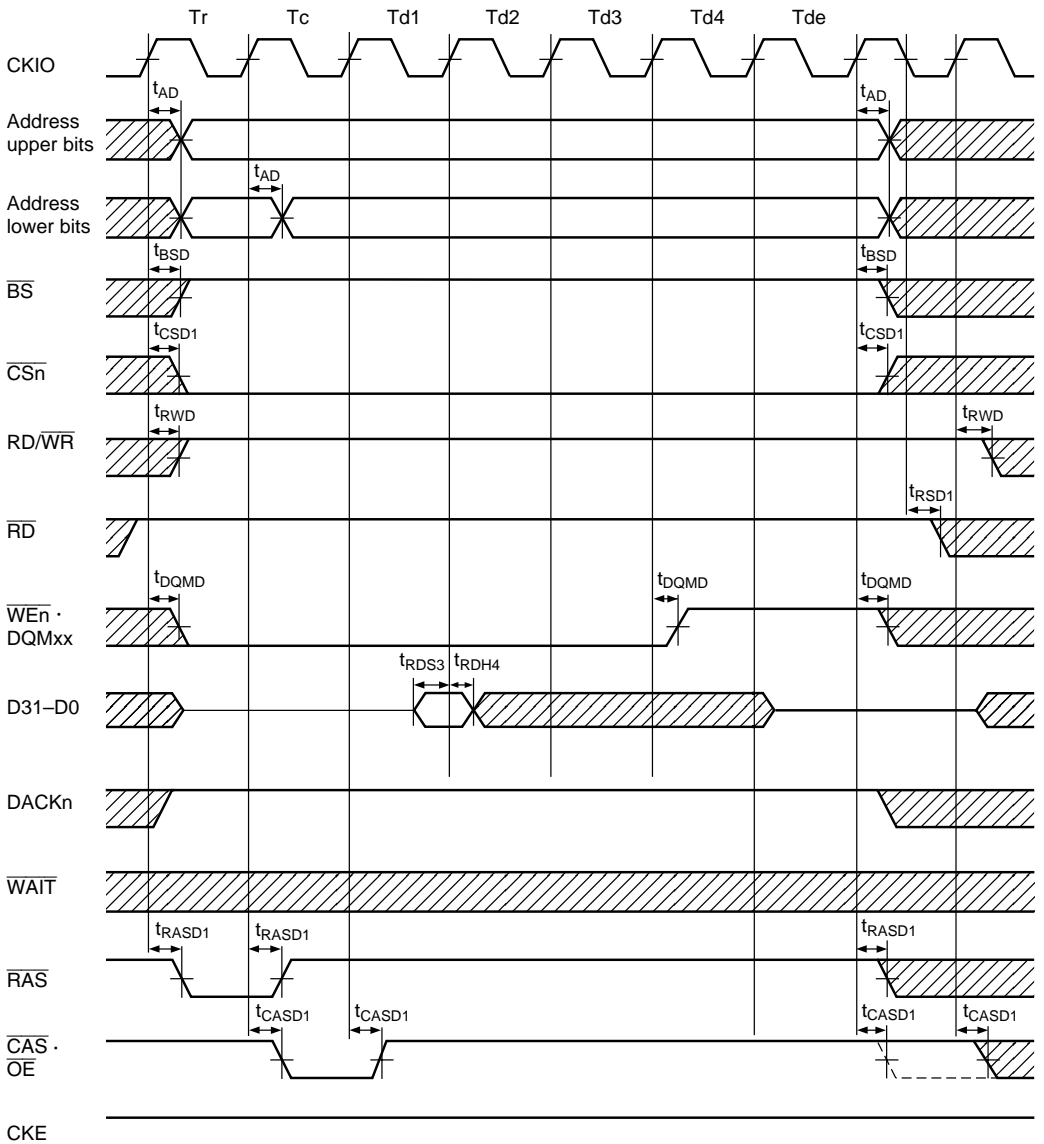 Tr Tc Td1 Td2 Td3 Td4 Tde
CKIO
tAD tAD
Address
upper bits
tAD
Address
lower bits
tBSD tBSD
BS
tCSD1 tCSD1
CSn
tRWD tRWD
RD/WR
tRSD1
RD
tDQMD tDQMD tDQMD
WEn ·
DQMxx
tRDS3 tRDH4
D31–D0
DACKn
WAIT
tRASD1 tRASD1 tRASD1
RAS
tCASD1 tCASD1 tCASD1 tCASD1
CAS ·
OE
CKE